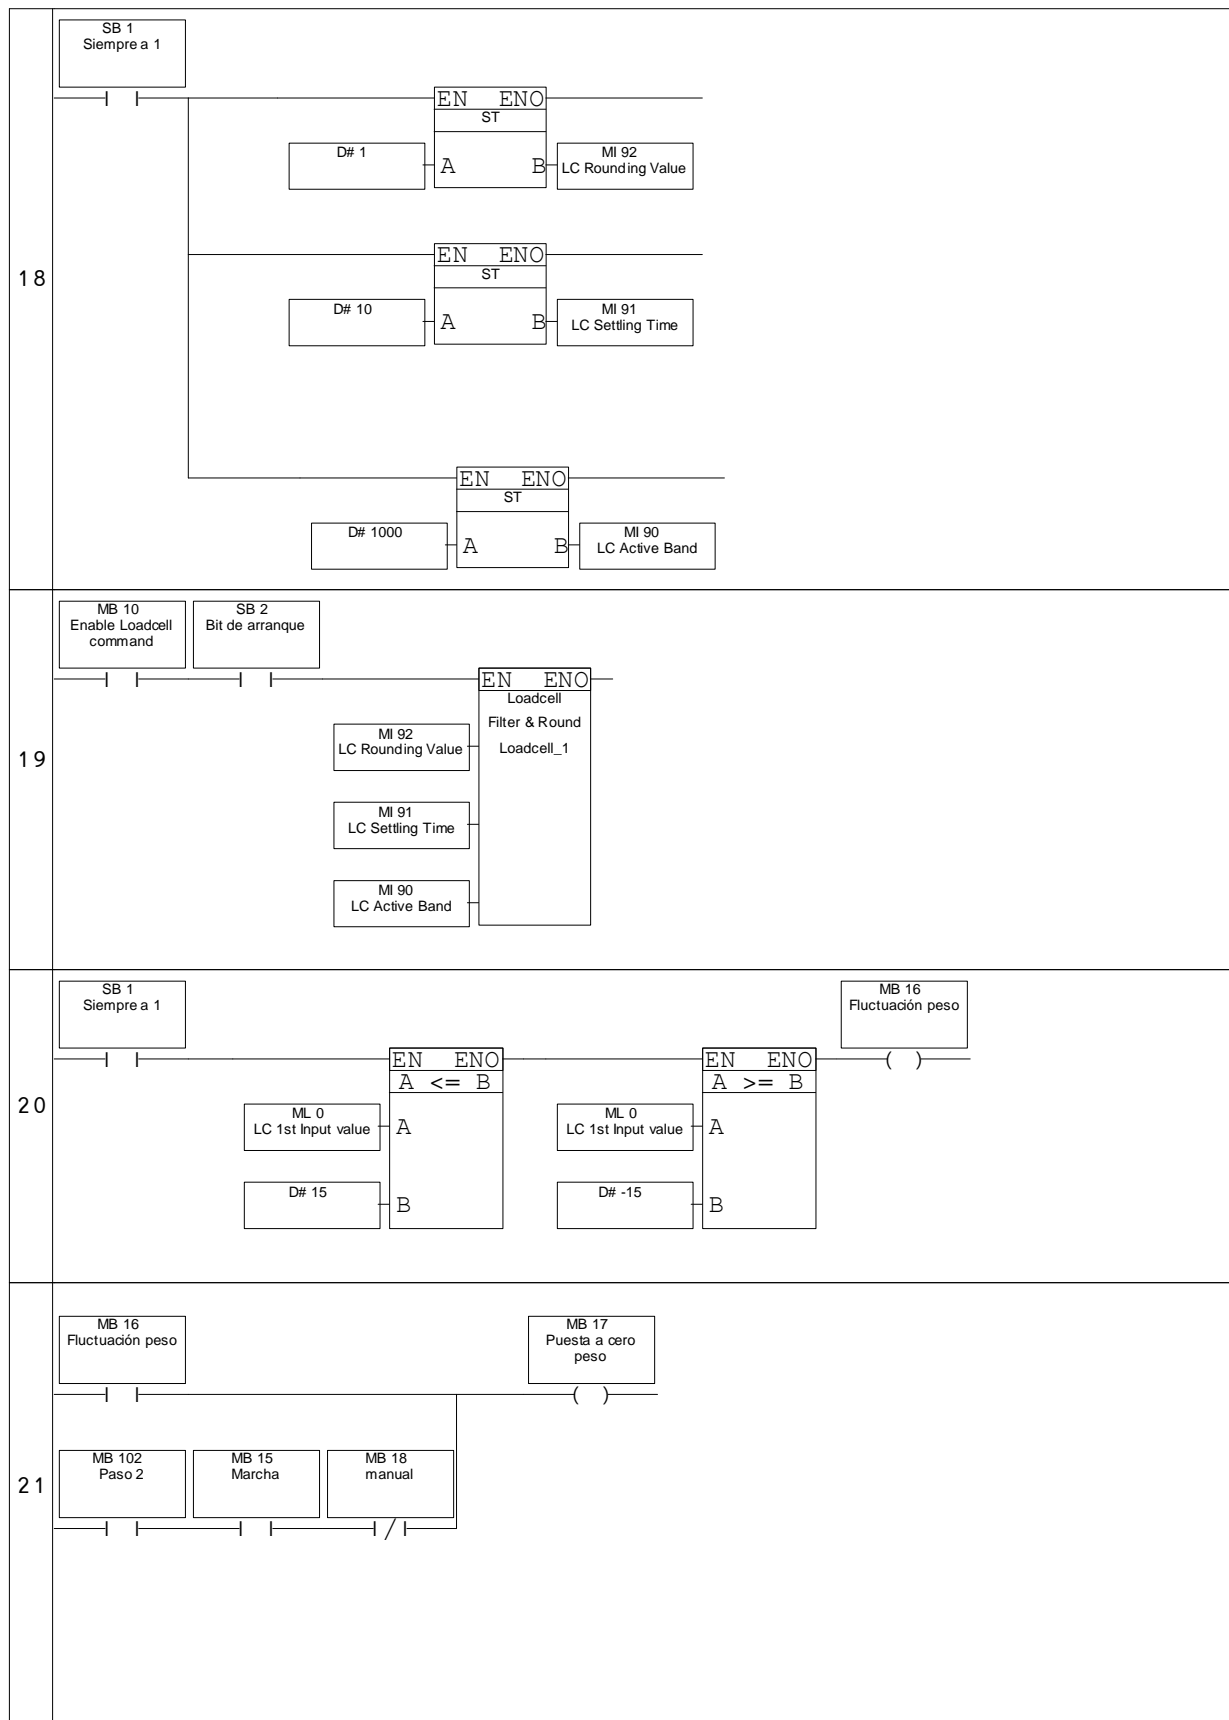 SB 1
Siempre a 1
EN ENO
ST
D# 1
A
B
MI 92
LC Rounding Value
EN ENO
ST
18
D# 10
A
B
MI 91
LC Settling Time
EN ENO
ST
D# 1000
A
B
MI 90
LC Active Band
MB 10
Enable Loadcell
command
SB 2
Bit de arranque
EN ENO
Loadcell
Filter & Round
Loadcell_1
MI 92
LC Rounding Value
19
MI 91
LC Settling Time
MI 90
LC Active Band
SB 1
Siempre a 1
MB 16
Fluctuación peso
EN ENO
A <= B
EN ENO
A >= B
20
ML 0
LC 1st Input value
A
ML 0
LC 1st Input value
A
D# 15
B
D# -15
B
MB 16
Fluctuación peso
MB 17
Puesta a cero
peso
21
MB 102
Paso 2
MB 15
Marcha
MB 18
manual